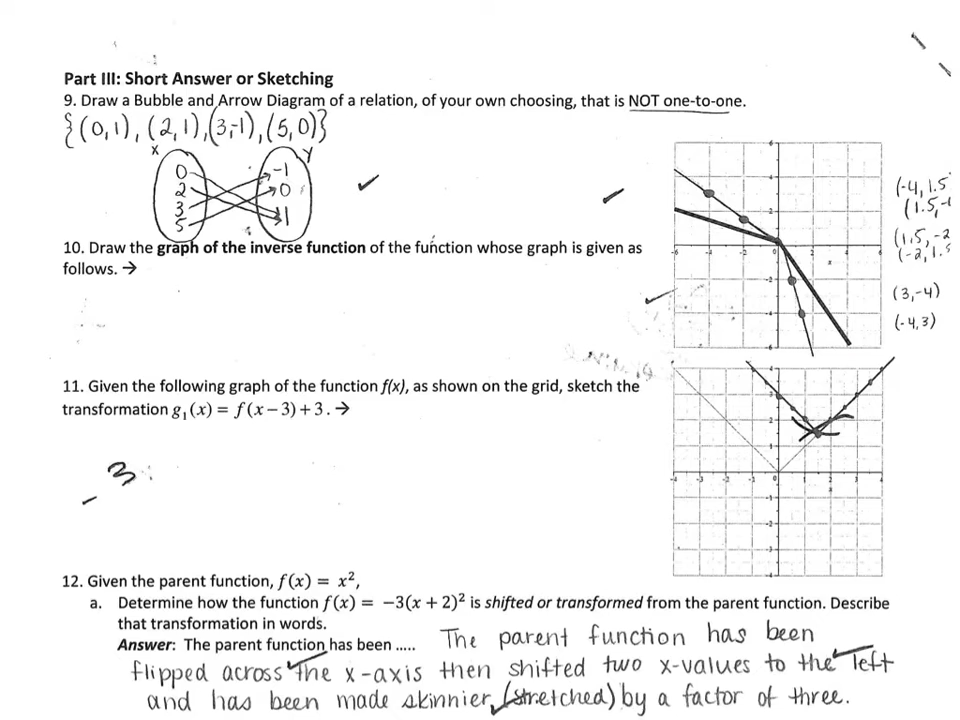 Part III: Short Answer or Sketching
9. Draw a Bubble and Arrow Diagram of a relation, of your own choosing, that is NOT one-to-one.
{(0,1), (2,1), (3,-1), (5,0)}
X Y
0 -1
2 0
3 1
5
10. Draw the graph of the inverse function of the function whose graph is given as
follows. →
(-4, 1.5
(1.5,
(1.5, -2
(-2, 1.5
(3,-4)
(-4,3)
11. Given the following graph of the function f(x), as shown on the grid, sketch the
transformation g₁(x) = f(x−3)+3. →
- 3
12. Given the parent function, f(x) = x²,
a. Determine how the function f(x) = −3(x + 2)² is shifted or transformed from the parent function. Describe
that transformation in words.
Answer: The parent function has been ..... The parent function has been
flipped across the x-axis then shifted two x-values to the left
and has been made skinnier (stretched) by a factor of three.